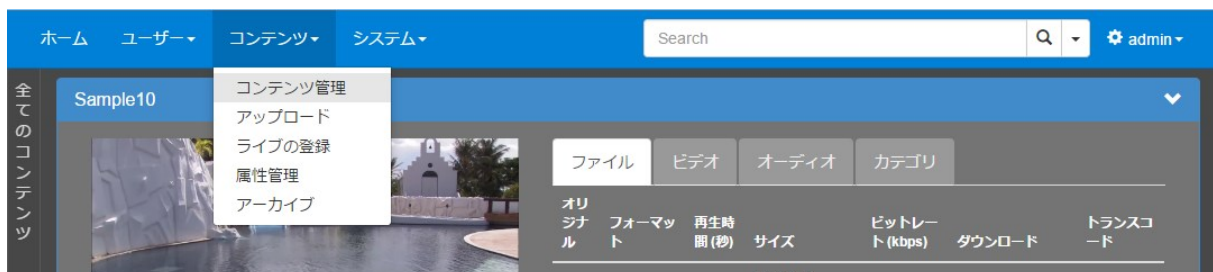 ホーム ユーザー コンテンツ システム Search admin
コンテンツ管理
アップロード
ライブの登録
属性管理
アーカイブ
全てのコンテンツ
Sample10
ファイル ビデオ オーディオ カテゴリ
オリジナル フォーマット 再生時間(秒) サイズ ビットレート(kbps) ダウンロード トランスコード